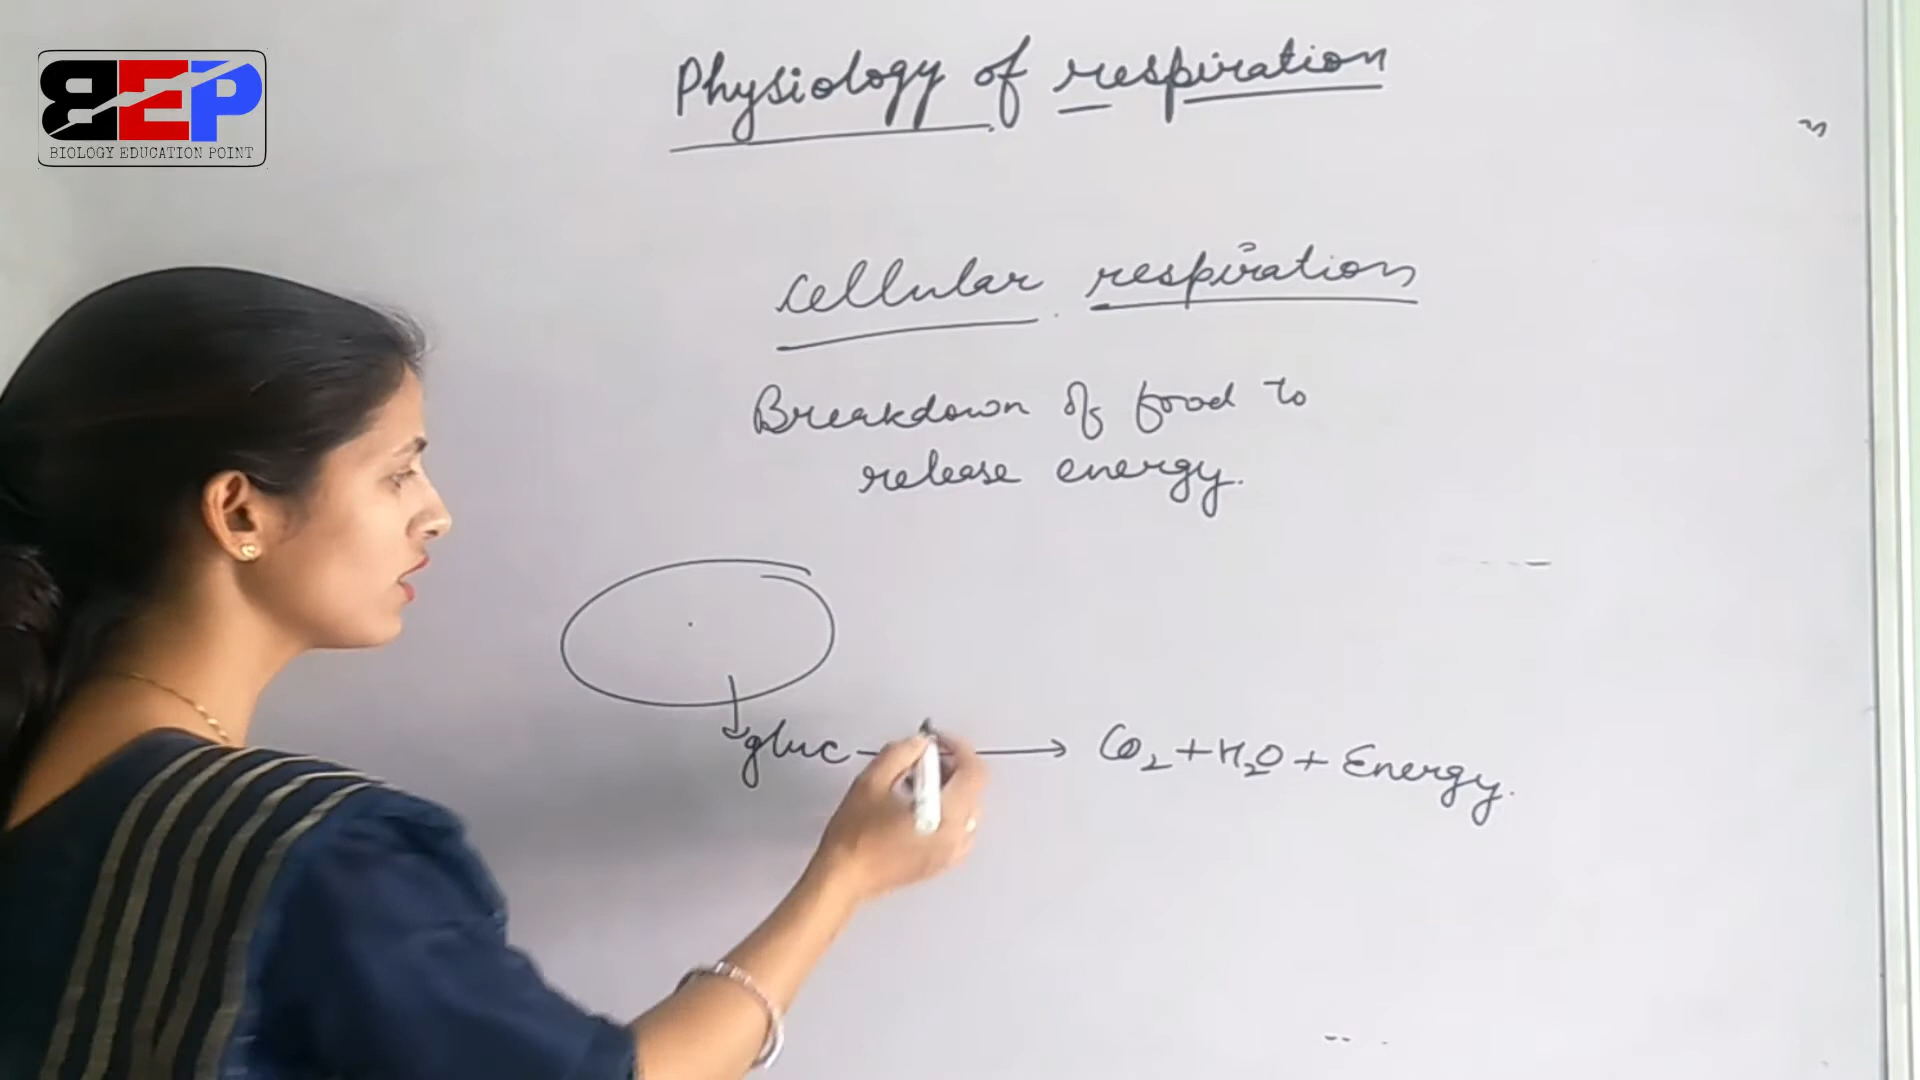 BEP
BIOLOGY EDUCATION POINT
Physiology of respiration
Cellular respiration
Breakdown of food to
release energy.
gluc → CO2 + H2O + Energy.